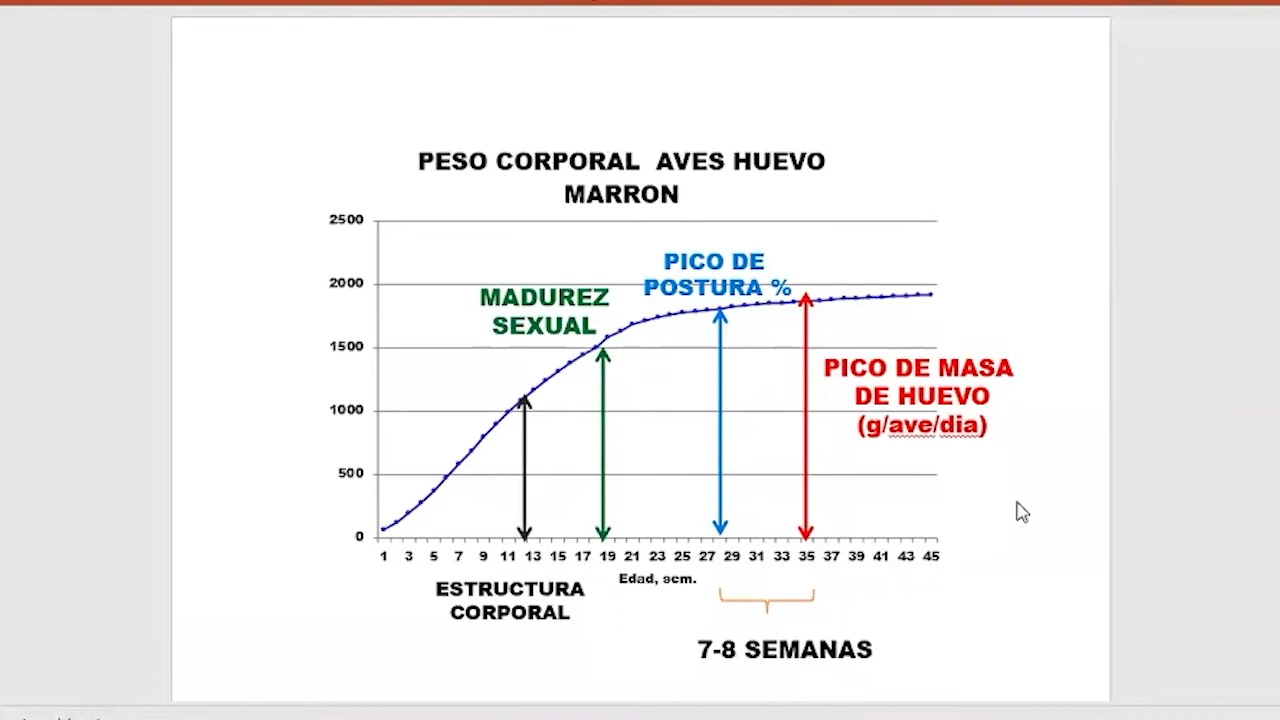 PESO CORPORAL AVES HUEVO
MARRON
2500
2000
1500
1000
500
0
PICO DE
POSTURA %
MADUREZ
SEXUAL
PICO DE MASA
DE HUEVO
(g/ave/dia)
1 3 5 7 9 11 13 15 17 19 21 23 25 27 29 31 33 35 37 39 41 43 45
Edad, sem.
ESTRUCTURA
CORPORAL
7-8 SEMANAS